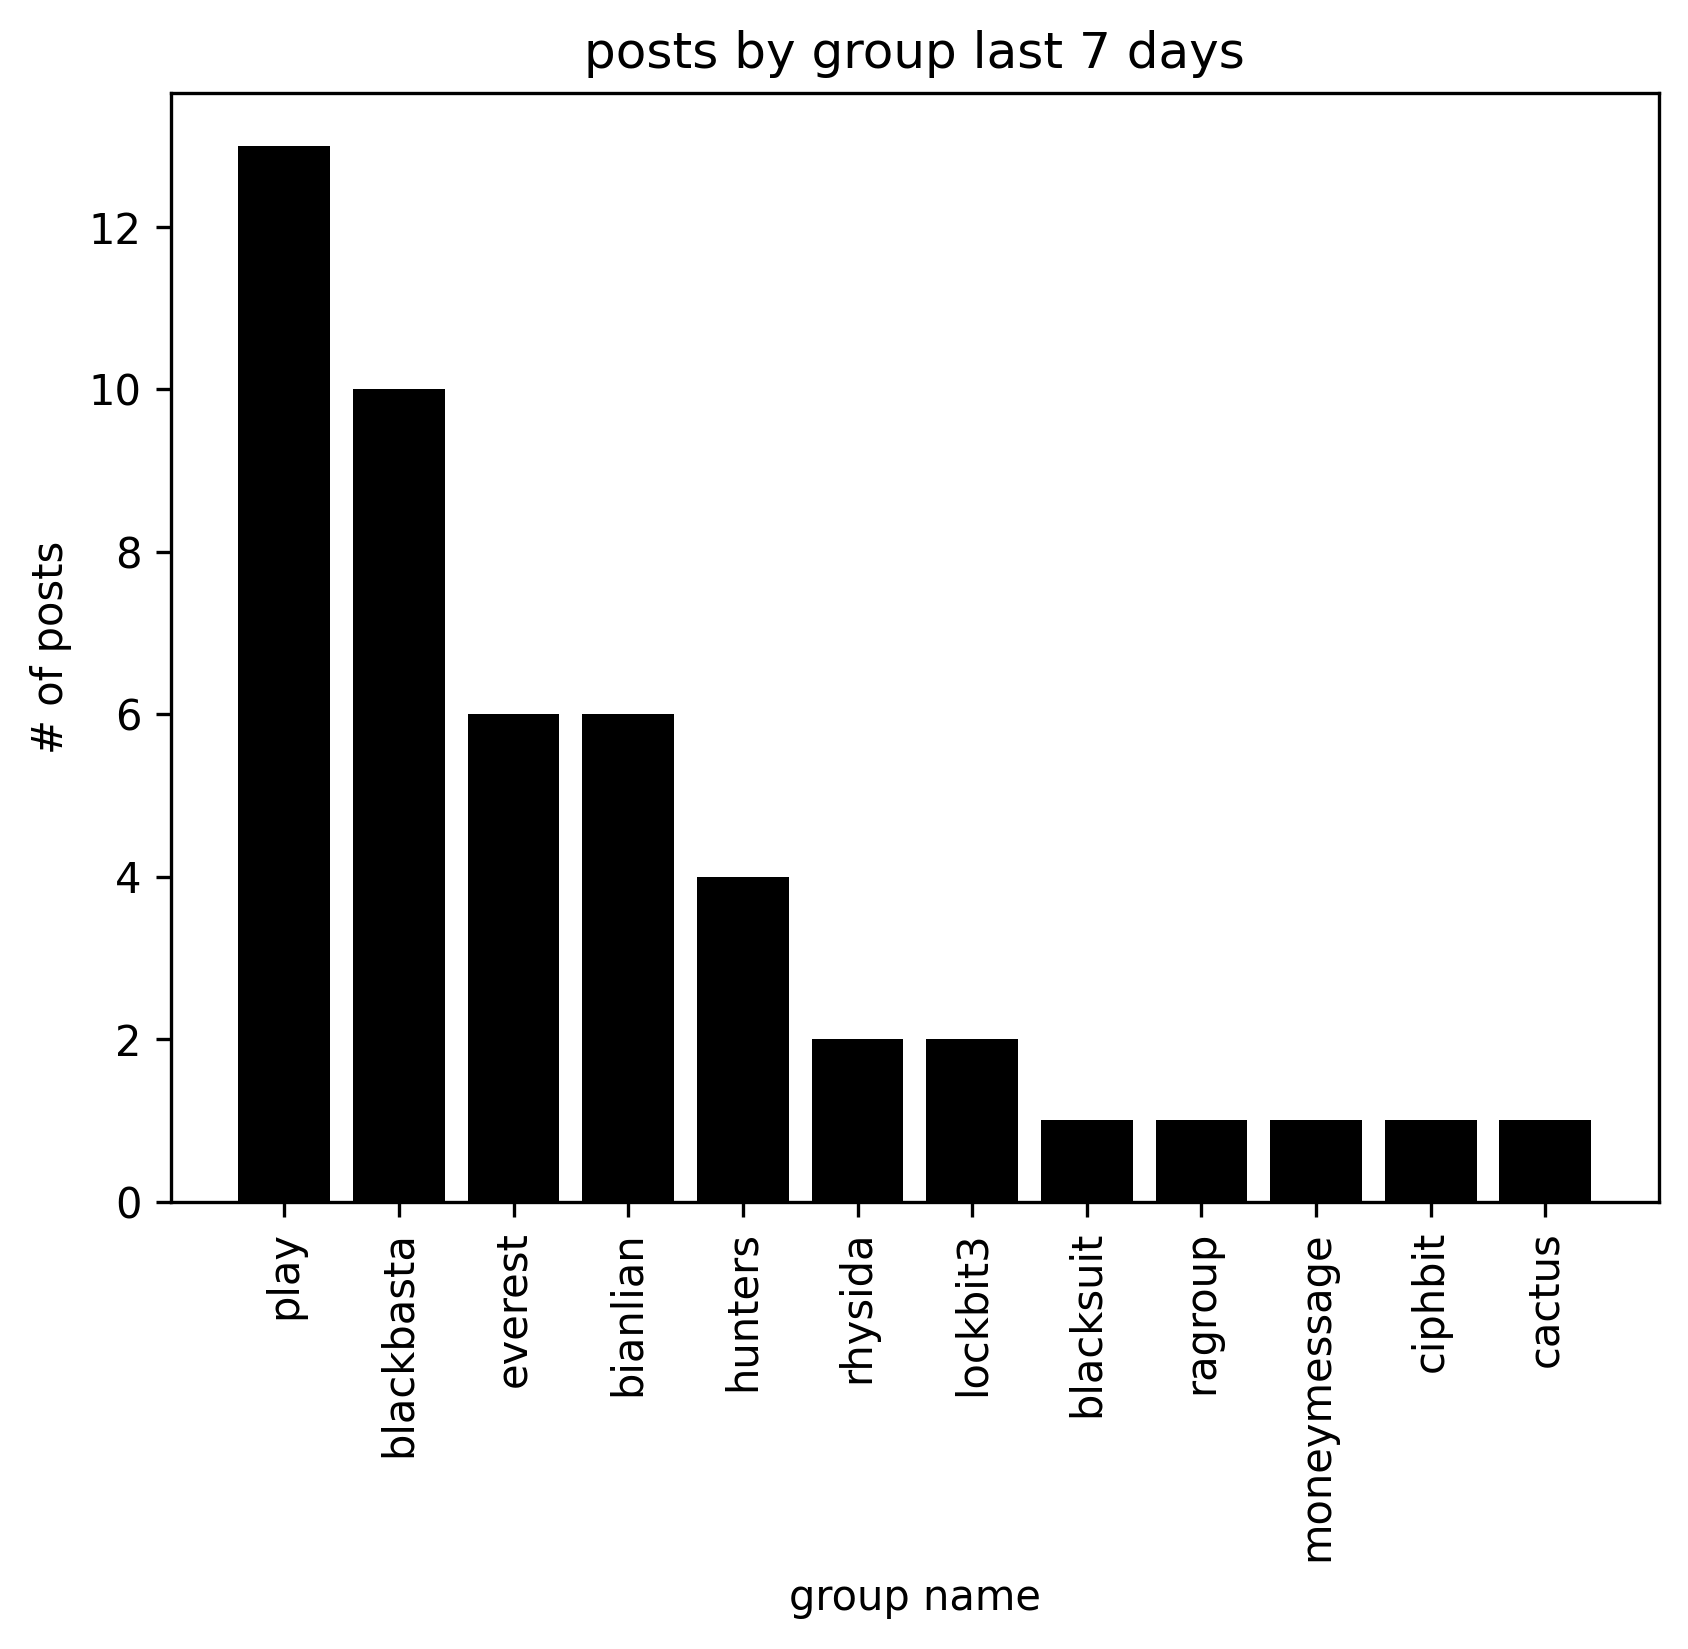 posts by group last 7 days
# of posts
12
10
8
6
4
2
0
play
blackbasta
everest
bianlian
hunters
rhysida
lockbit3
blacksuit
ragroup
moneymessage
ciphbit
cactus
group name